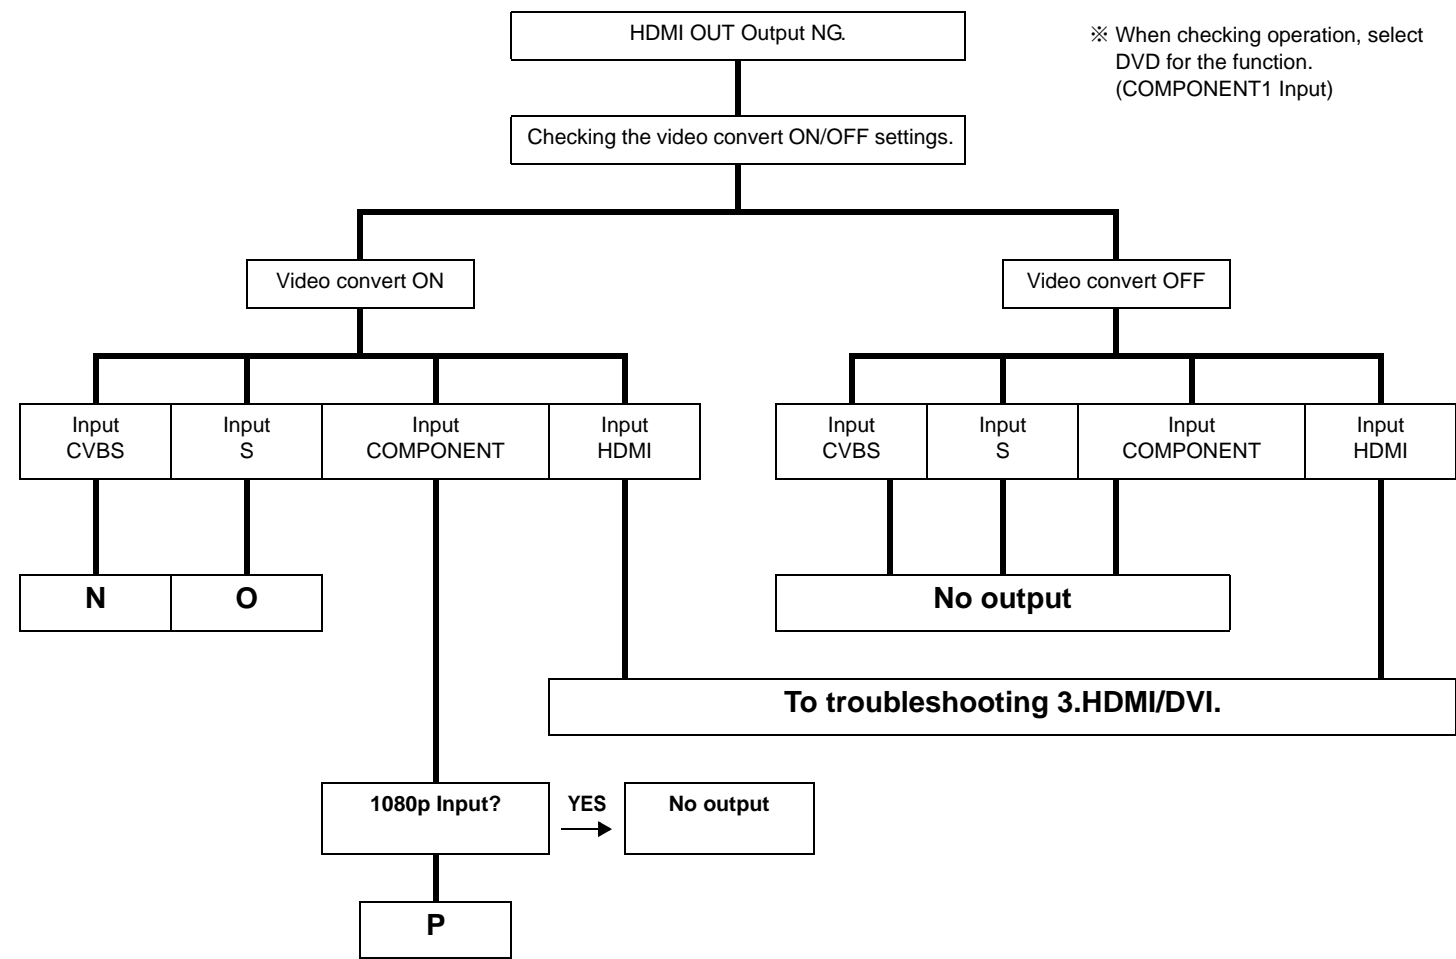 HDMI OUT Output NG.
※ When checking operation, select
DVD for the function.
(COMPONENT1 Input)
Checking the video convert ON/OFF settings.
Video convert ON
Video convert OFF
Input
CVBS
Input
S
Input
COMPONENT
Input
HDMI
Input
CVBS
Input
S
Input
COMPONENT
Input
HDMI
N
O
No output
To troubleshooting 3.HDMI/DVI.
1080p Input?
YES
No output
P